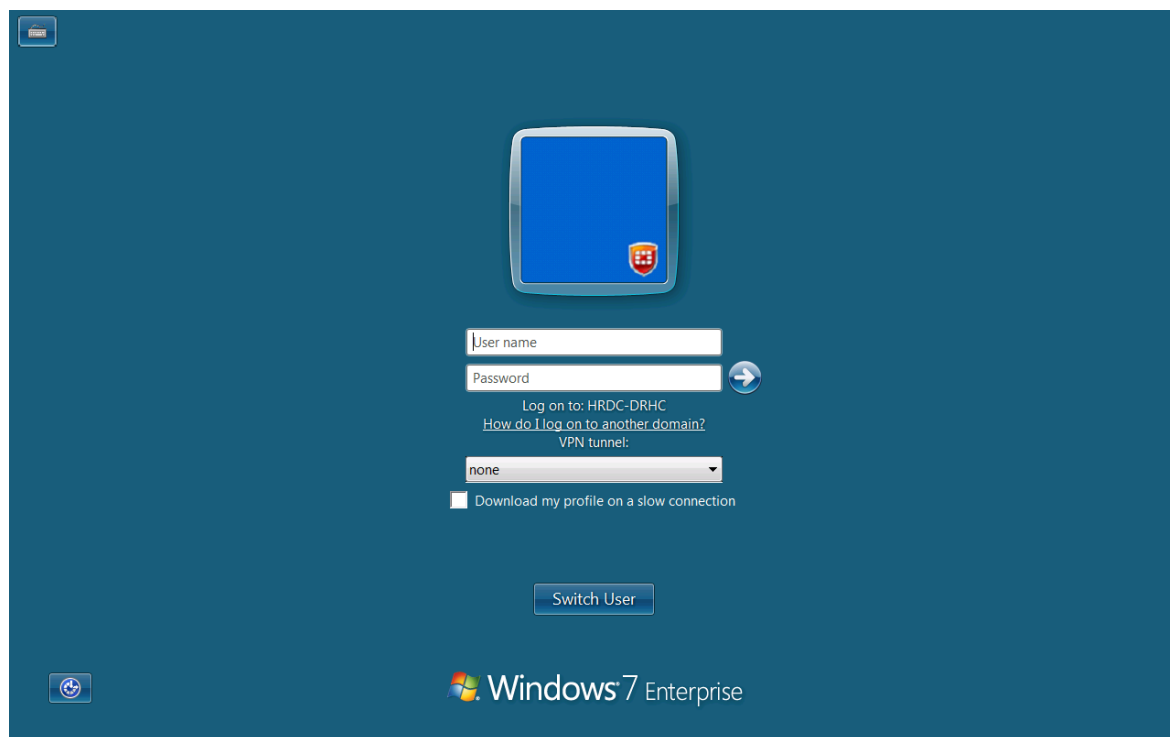 User name
Password
Log on to: HRDC-DRHC
How do I log on to another domain?
VPN tunnel:
none
Download my profile on a slow connection
Switch User
Windows 7 Enterprise